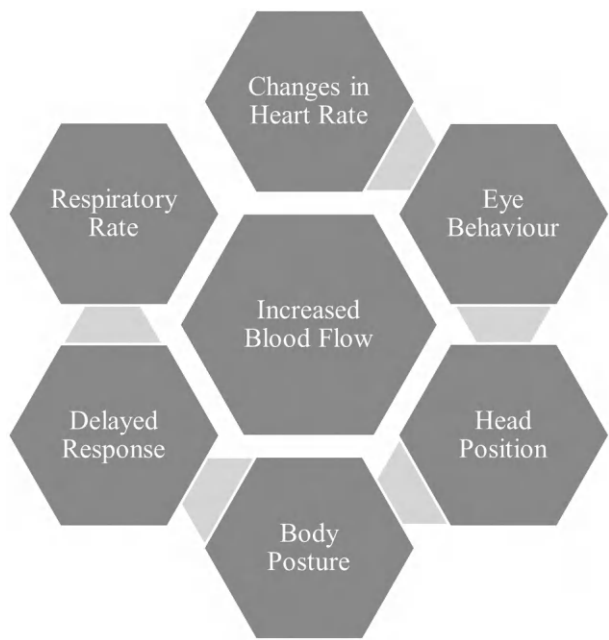 Changes in
Heart Rate
Respiratory
Rate
Eye
Behaviour
Increased
Blood Flow
Delayed
Response
Head
Position
Body
Posture